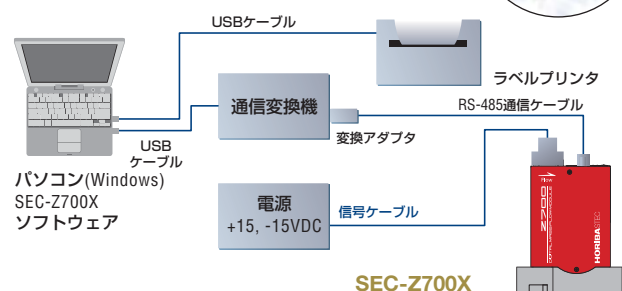 USBケーブル
ラベルプリンタ
通信変換機
RS-485通信ケーブル
変換アダプタ
USB
ケーブル
パソコン(Windows)
SEC-Z700X
ソフトウェア
電源
+15, -15VDC
信号ケーブル
Flow
Z700
HORIBASTEC
SEC-Z700X